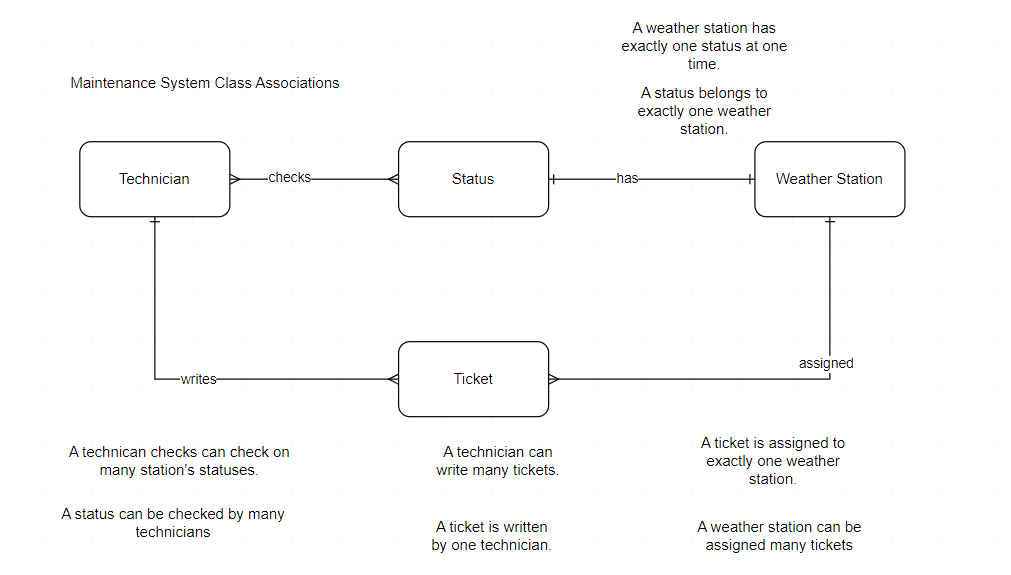 A weather station has
exactly one status at one
time.
Maintenance System Class Associations
A status belongs to
exactly one weather
station.
Technician
checks
Status
has
Weather Station
writes
Ticket
assigned
A technican checks can check on
many station's statuses.
A status can be checked by many
technicians
A technician can
write many tickets.
A ticket is written
by one technician.
A ticket is assigned to
exactly one weather
station.
A weather station can be
assigned many tickets